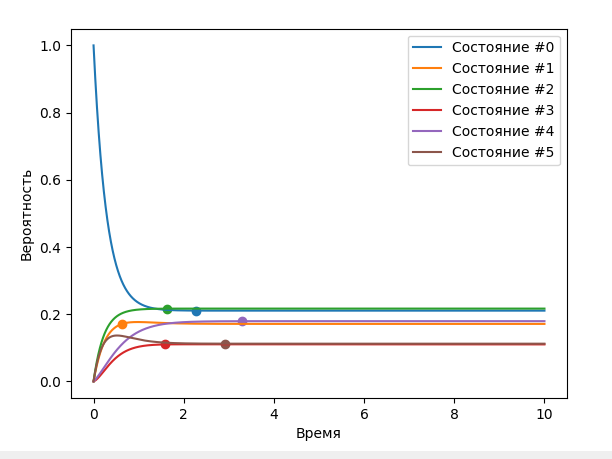 1.0
0.8
0.6
0.4
0.2
0.0
Вероятность
Состояние #0
Состояние #1
Состояние #2
Состояние #3
Состояние #4
Состояние #5
0
2
4
6
8
10
Время